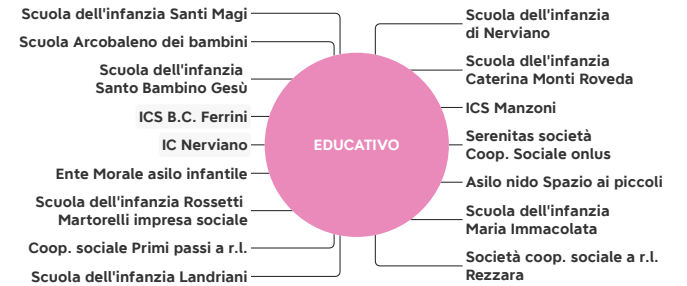 Scuola dell'infanzia Santi Magi
Scuola Arcobaleno dei bambini
Scuola dell'infanzia
Santo Bambino Gesù
ICS B.C. Ferrini
IC Nerviano
Ente Morale asilo infantile
Scuola dell'infanzia Rossetti
Martorelli impresa sociale
Coop. sociale Primi passi a r.l.
Scuola dell'infanzia Landriani
EDUCATIVO
Scuola dell'infanzia
di Nerviano
Scuola dlel'infanzia
Caterina Monti Roveda
ICS Manzoni
Serenitas società
Coop. Sociale onlus
Asilo nido Spazio ai piccoli
Scuola dell'infanzia
Maria Immacolata
Società coop. sociale a r.l.
Rezzara